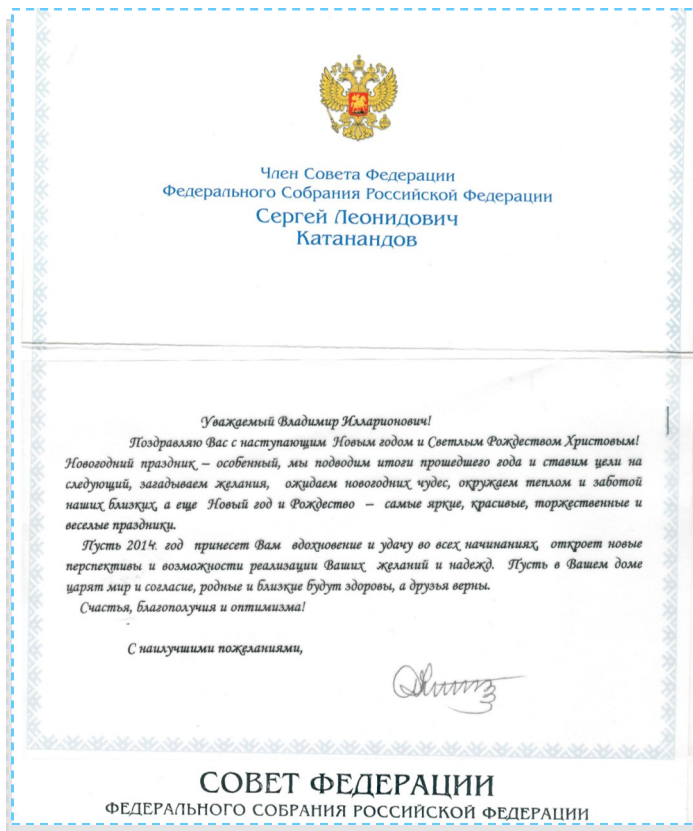 Член Совета Федерации
Федерального Собрания Российской Федерации
Сергей Леонидович
Катанандов
Уважаемый Владимир Илларионович!
Поздравляю Вас с наступающим Новым годом и Светлым Рождеством Христовым!
Новогодний праздник – особенный, мы подводим итоги прошедшего года и ставим цели на
следующий, загадываем желания, ожидаем новогодних чудес, окружаем теплом и заботой
наших близких, а еще Новый год и Рождество – самые яркие, красивые, торжественные и
веселые праздники.
Пусть 2014. год принесет Вам вдохновение и удачу во всех начинаниях, откроет новые
перспективы и возможности реализации Ваших желаний и надежд. Пусть в Вашем доме
царят мир и согласие, родные и близкие будут здоровы, а друзья верны.
Счастья, благополучия и оптимизма!
С наилучшими пожеланиями,
СОВЕТ ФЕДЕРАЦИИ
ФЕДЕРАЛЬНОГО СОБРАНИЯ РОССИЙСКОЙ ФЕДЕРАЦИИ